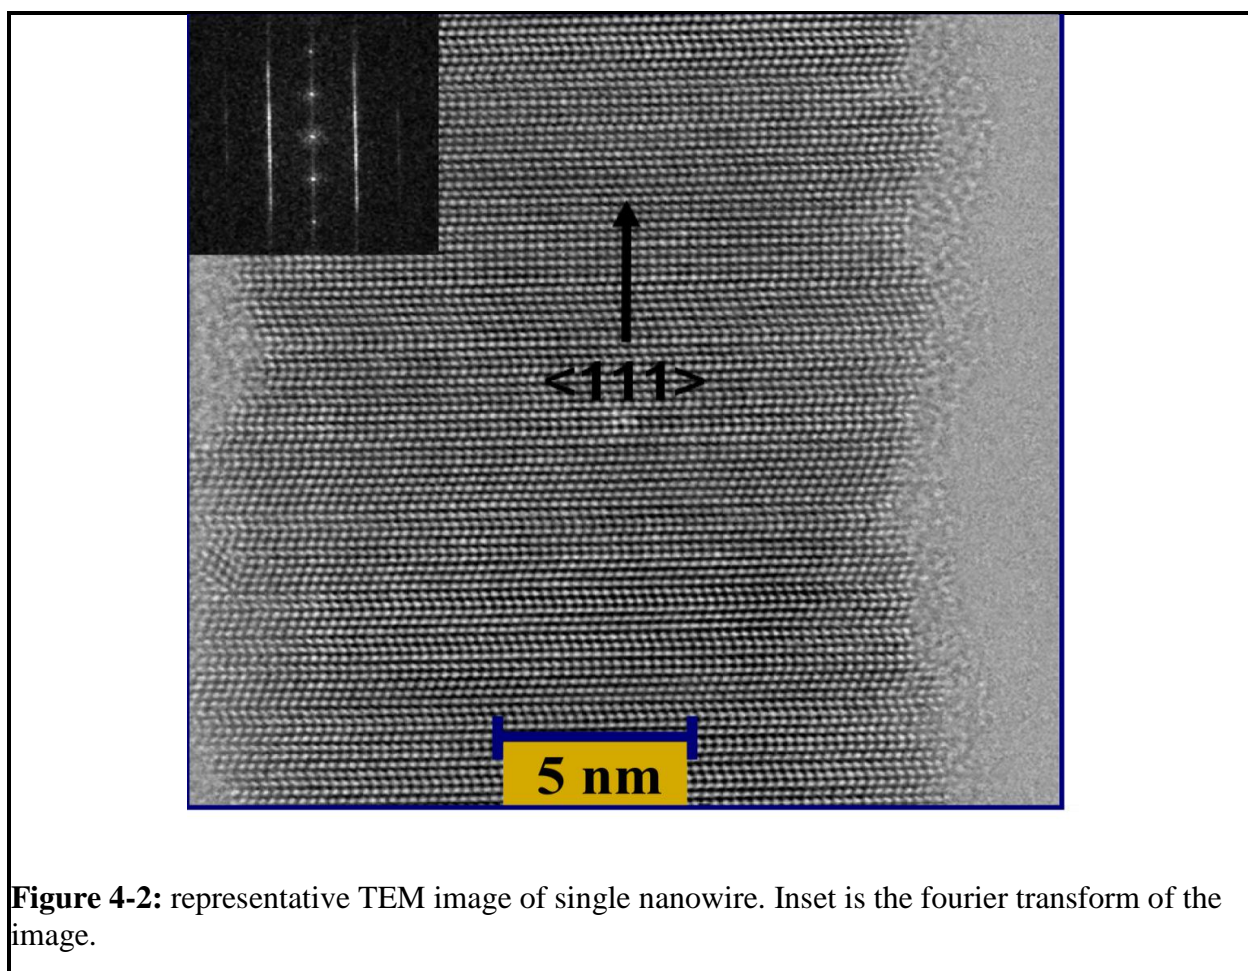 <111>
5 nm
Figure 4-2: representative TEM image of single nanowire. Inset is the fourier transform of the
image.